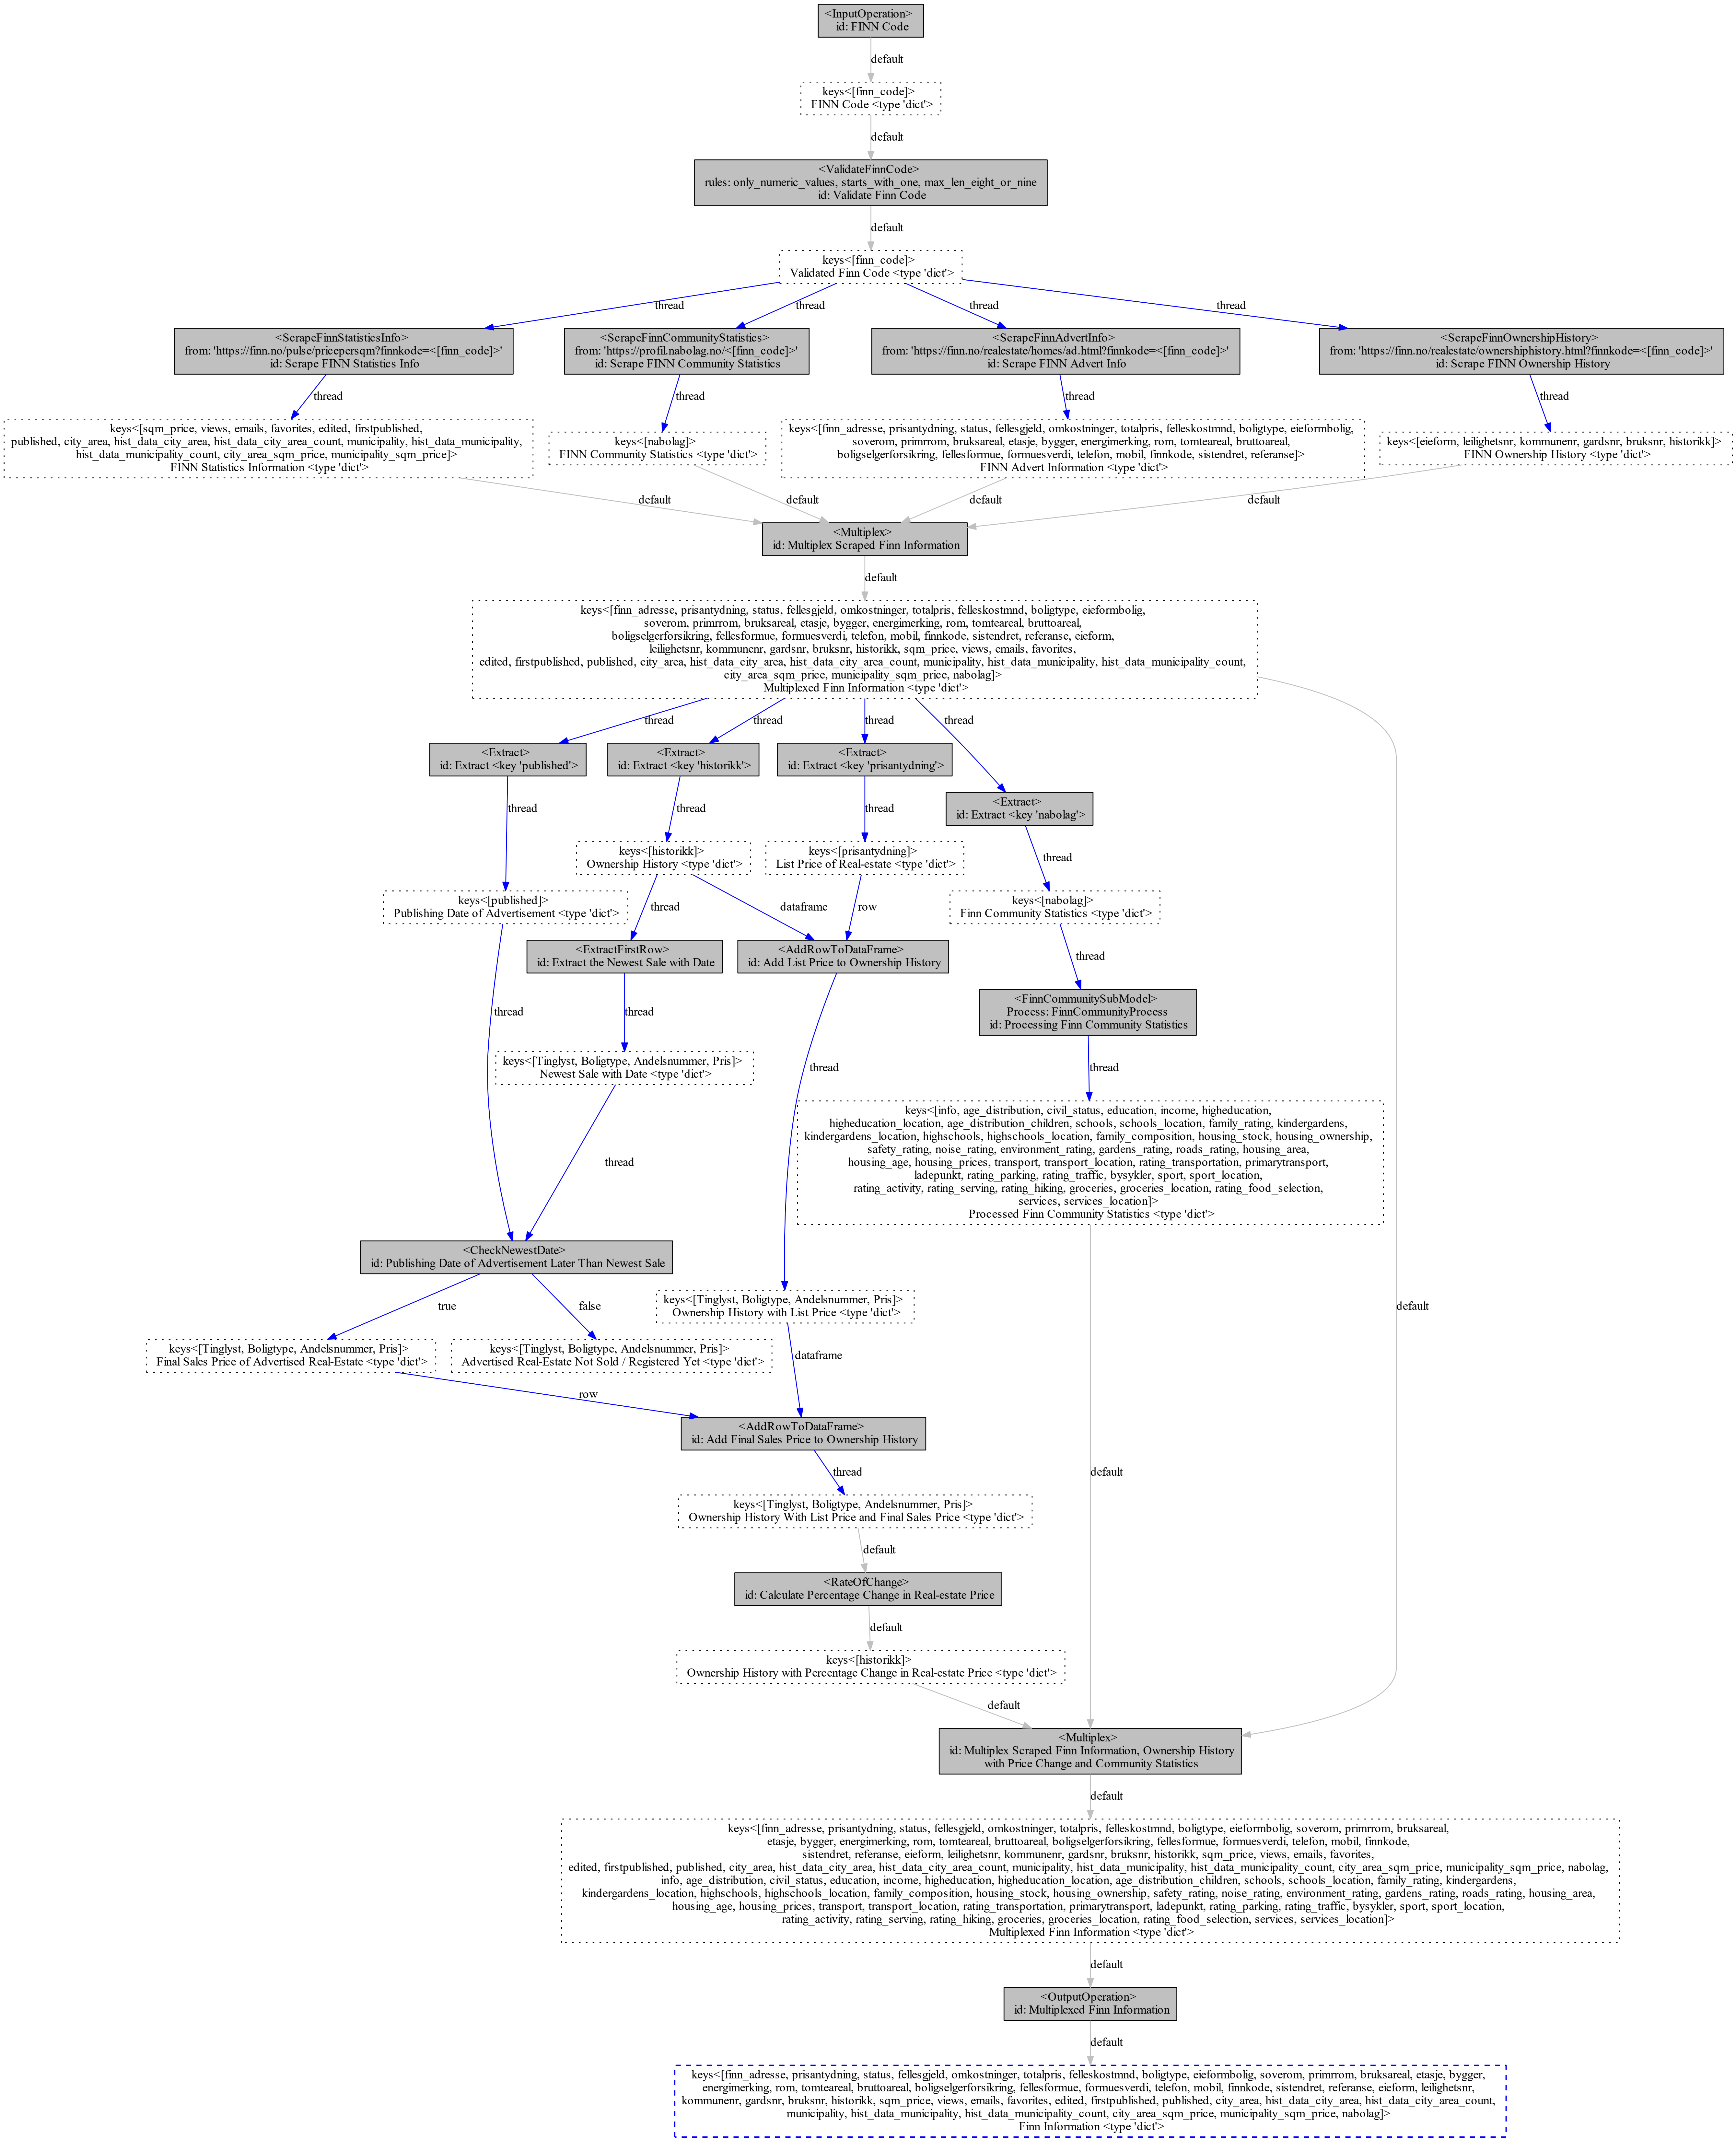 <InputOperation>
id: FINN Code
default
keys<[finn_code]>
FINN Code <type 'dict'>
default
<ValidateFinnCode>
rules: only_numeric_values, starts_with_one, max_len_eight_or_nine
id: Validate Finn Code
default
keys<[finn_code]>
Validated Finn Code <type 'dict'>
thread
thread
thread
thread
<ScrapeFinnStatisticsInfo>
from: 'https://finn.no/pulse/pricepersqm?finnkode=<[finn_code]>'
id: Scrape FINN Statistics Info
<ScrapeFinnCommunityStatistics>
from: 'https://profil.nabolag.no/<[finn_code]>'
id: Scrape FINN Community Statistics
<ScrapeFinnAdvertInfo>
from: 'https://finn.no/realestate/homes/ad.html?finnkode=<[finn_code]>'
id: Scrape FINN Advert Info
<ScrapeFinnOwnershipHistory>
from: 'https://finn.no/realestate/ownershiphistory.html?finnkode=<[finn_code]>'
id: Scrape FINN Ownership History
thread
thread
thread
thread
keys<[sqm_price, views, emails, favorites, edited, firstpublished,
published, city_area, hist_data_city_area, hist_data_city_area_count, municipality, hist_data_municipality,
hist_data_municipality_count, city_area_sqm_price, municipality_sqm_price]>
FINN Statistics Information <type 'dict'>
keys<[nabolag]>
FINN Community Statistics <type 'dict'>
keys<[finn_adresse, prisantydning, status, fellesgjeld, omkostninger, totalpris, felleskostmnd, boligtype, eieformbolig,
soverom, primrrom, bruksareal, etasje, bygger, energimerking, rom, tomteareal, bruttoareal,
boligselgerforsikring, fellesformue, formuesverdi, telefon, mobil, finnkode, sistendret, referanse]>
FINN Advert Information <type 'dict'>
keys<[eieform, leilighetsnr, kommunenr, gardsnr, bruksnr, historikk]>
FINN Ownership History <type 'dict'>
default
default
default
default
<Multiplex>
id: Multiplex Scraped Finn Information
default
keys<[finn_adresse, prisantydning, status, fellesgjeld, omkostninger, totalpris, felleskostmnd, boligtype, eieformbolig,
soverom, primrrom, bruksareal, etasje, bygger, energimerking, rom, tomteareal, bruttoareal,
boligselgerforsikring, fellesformue, formuesverdi, telefon, mobil, finnkode, sistendret, referanse, eieform,
leilighetsnr, kommunenr, gardsnr, bruksnr, historikk, sqm_price, views, emails, favorites,
edited, firstpublished, published, city_area, hist_data_city_area, hist_data_city_area_count, municipality, hist_data_municipality, hist_data_municipality_count,
city_area_sqm_price, municipality_sqm_price, nabolag]>
Multiplexed Finn Information <type 'dict'>
thread
thread
thread
thread
<Extract>
id: Extract <key 'published'>
<Extract>
id: Extract <key 'historikk'>
<Extract>
id: Extract <key 'prisantydning'>
<Extract>
id: Extract <key 'nabolag'>
thread
thread
thread
thread
keys<[historikk]>
Ownership History <type 'dict'>
keys<[prisantydning]>
List Price of Real-estate <type 'dict'>
keys<[published]>
Publishing Date of Advertisement <type 'dict'>
keys<[nabolag]>
Finn Community Statistics <type 'dict'>
thread
dataframe
row
<ExtractFirstRow>
id: Extract the Newest Sale with Date
<AddRowToDataFrame>
id: Add List Price to Ownership History
thread
<FinnCommunitySubModel>
Process: FinnCommunityProcess
id: Processing Finn Community Statistics
thread
thread
keys<[Tinglyst, Boligtype, Andelsnummer, Pris]>
Newest Sale with Date <type 'dict'>
thread
thread
keys<[info, age_distribution, civil_status, education, income, higheducation,
higheducation_location, age_distribution_children, schools, schools_location, family_rating, kindergardens,
kindergardens_location, highschools, highschools_location, family_composition, housing_stock, housing_ownership,
safety_rating, noise_rating, environment_rating, gardens_rating, roads_rating, housing_area,
housing_age, housing_prices, transport, transport_location, rating_transportation, primarytransport,
ladepunkt, rating_parking, rating_traffic, bysykler, sport, sport_location,
rating_activity, rating_serving, rating_hiking, groceries, groceries_location, rating_food_selection,
services, services_location]>
Processed Finn Community Statistics <type 'dict'>
thread
<CheckNewestDate>
id: Publishing Date of Advertisement Later Than Newest Sale
true
false
keys<[Tinglyst, Boligtype, Andelsnummer, Pris]>
Ownership History with List Price <type 'dict'>
default
keys<[Tinglyst, Boligtype, Andelsnummer, Pris]>
Final Sales Price of Advertised Real-Estate <type 'dict'>
keys<[Tinglyst, Boligtype, Andelsnummer, Pris]>
Advertised Real-Estate Not Sold / Registered Yet <type 'dict'>
dataframe
row
<AddRowToDataFrame>
id: Add Final Sales Price to Ownership History
thread
default
keys<[Tinglyst, Boligtype, Andelsnummer, Pris]>
Ownership History With List Price and Final Sales Price <type 'dict'>
default
<RateOfChange>
id: Calculate Percentage Change in Real-estate Price
default
keys<[historikk]>
Ownership History with Percentage Change in Real-estate Price <type 'dict'>
default
<Multiplex>
id: Multiplex Scraped Finn Information, Ownership History
with Price Change and Community Statistics
default
keys<[finn_adresse, prisantydning, status, fellesgjeld, omkostninger, totalpris, felleskostmnd, boligtype, eieformbolig, soverom, primrrom, bruksareal,
etasje, bygger, energimerking, rom, tomteareal, bruttoareal, boligselgerforsikring, fellesformue, formuesverdi, telefon, mobil, finnkode,
sistendret, referanse, eieform, leilighetsnr, kommunenr, gardsnr, bruksnr, historikk, sqm_price, views, emails, favorites,
edited, firstpublished, published, city_area, hist_data_city_area, hist_data_city_area_count, municipality, hist_data_municipality, hist_data_municipality_count, city_area_sqm_price, municipality_sqm_price, nabolag,
info, age_distribution, civil_status, education, income, higheducation, higheducation_location, age_distribution_children, schools, schools_location, family_rating, kindergardens,
kindergardens_location, highschools, highschools_location, family_composition, housing_stock, housing_ownership, safety_rating, noise_rating, environment_rating, gardens_rating, roads_rating, housing_area,
housing_age, housing_prices, transport, transport_location, rating_transportation, primarytransport, ladepunkt, rating_parking, rating_traffic, bysykler, sport, sport_location,
rating_activity, rating_serving, rating_hiking, groceries, groceries_location, rating_food_selection, services, services_location]>
Multiplexed Finn Information <type 'dict'>
default
<OutputOperation>
id: Multiplexed Finn Information
default
keys<[finn_adresse, prisantydning, status, fellesgjeld, omkostninger, totalpris, felleskostmnd, boligtype, eieformbolig, soverom, primrrom, bruksareal, etasje, bygger,
energimerking, rom, tomteareal, bruttoareal, boligselgerforsikring, fellesformue, formuesverdi, telefon, mobil, finnkode, sistendret, referanse, eieform, leilighetsnr,
kommunenr, gardsnr, bruksnr, historikk, sqm_price, views, emails, favorites, edited, firstpublished, published, city_area, hist_data_city_area, hist_data_city_area_count,
municipality, hist_data_municipality, hist_data_municipality_count, city_area_sqm_price, municipality_sqm_price, nabolag]>
Finn Information <type 'dict'>